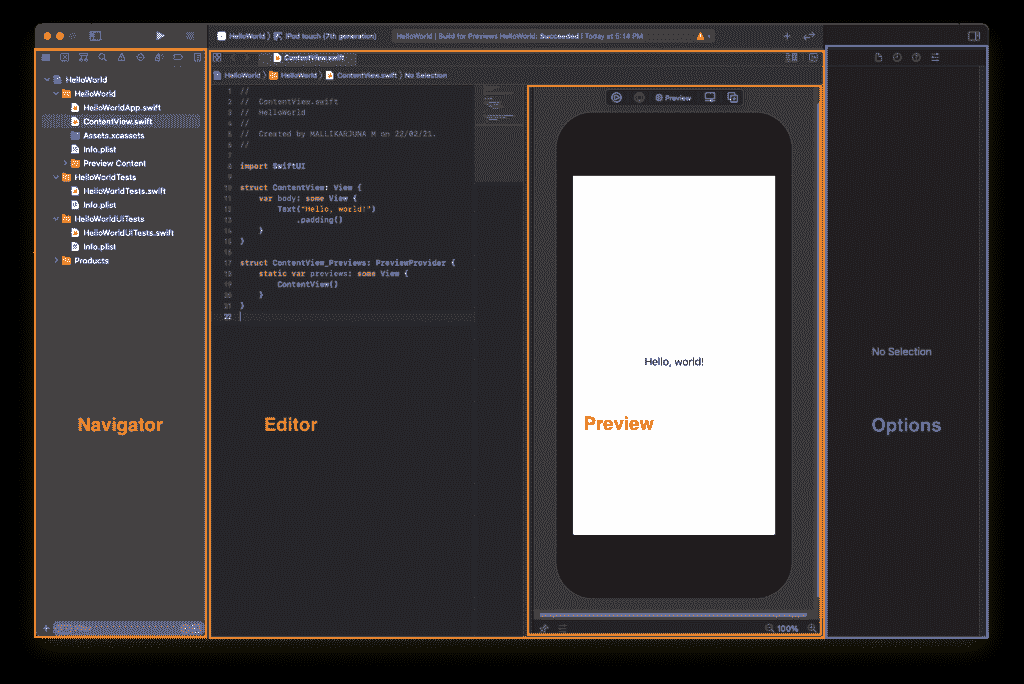 HelloWorld 〉 iPod touch (7th generation)
HelloWorld | Build for Previews HelloWorld: Succeeded | Today at 5:14 PM
ContentView.swift
HelloWorld 〉 HelloWorld 〉 ContentView.swift 〉 No Selection
HelloWorld
HelloWorld
HelloWorldApp.swift
ContentView.swift
Assets.xcassets
Info.plist
Preview Content
HelloWorldTests
HelloWorldTests.swift
Info.plist
HelloWorldUITests
HelloWorldUITests.swift
Info.plist
Products
Navigator
1 //
2 // ContentView.swift
3 // HelloWorld
4 //
5 // Created by MALLIKARJUNA M on 22/02/21.
6 //
7
8 import SwiftUI
9
10 struct ContentView: View {
11 var body: some View {
12 Text("Hello, world!")
13 .padding()
14 }
15 }
16
17 struct ContentView_Previews: PreviewProvider {
18 static var previews: some View {
19 ContentView()
20 }
21 }
22
Editor
Preview
Hello, world!
Preview
100%
No Selection
Options